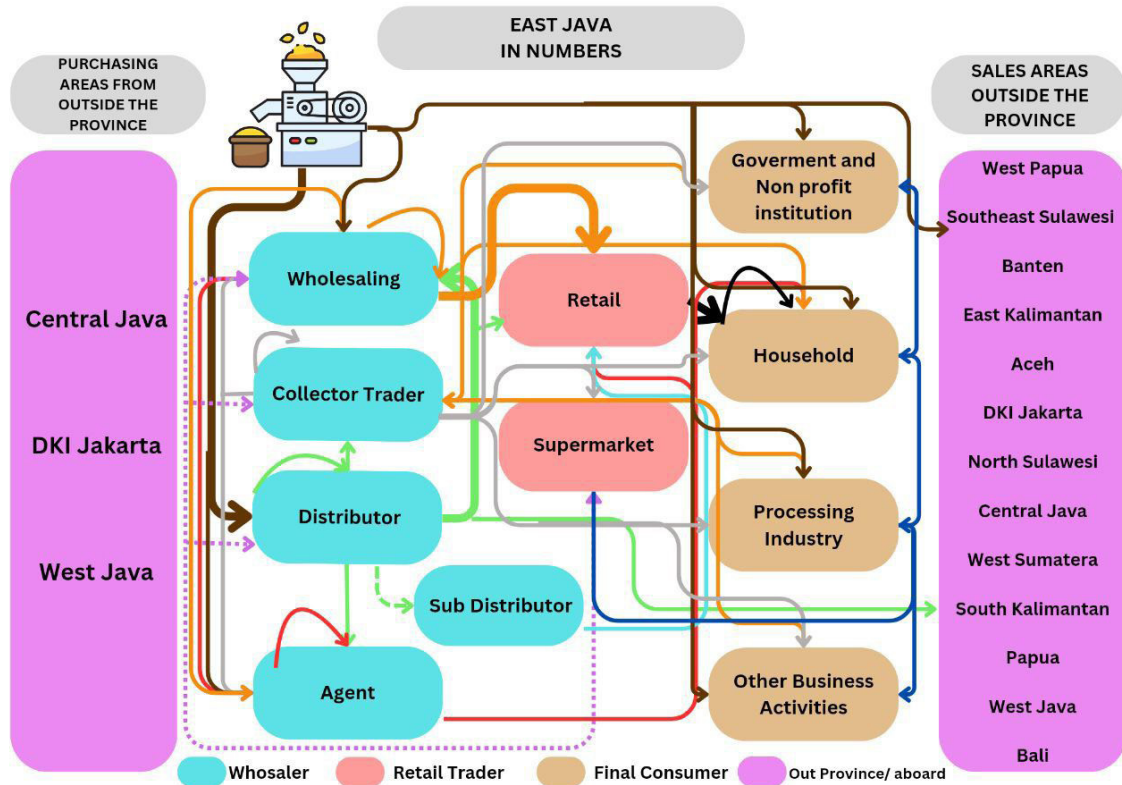 EAST JAVA
IN NUMBERS
PURCHASING
AREAS FROM
OUTSIDE THE
PROVINCE
SALES AREAS
OUTSIDE THE
PROVINCE
Central Java
DKI Jakarta
West Java
Wholesaling
Collector Trader
Distributor
Sub Distributor
Agent
Retail
Supermarket
Goverment and
Non profit
institution
Household
Processing
Industry
Other Business
Activities
West Papua
Southeast Sulawesi
Banten
East Kalimantan
Aceh
DKI Jakarta
North Sulawesi
Central Java
West Sumatera
South Kalimantan
Papua
West Java
Bali
Whosaler
Retail Trader
Final Consumer
Out Province/ aboard